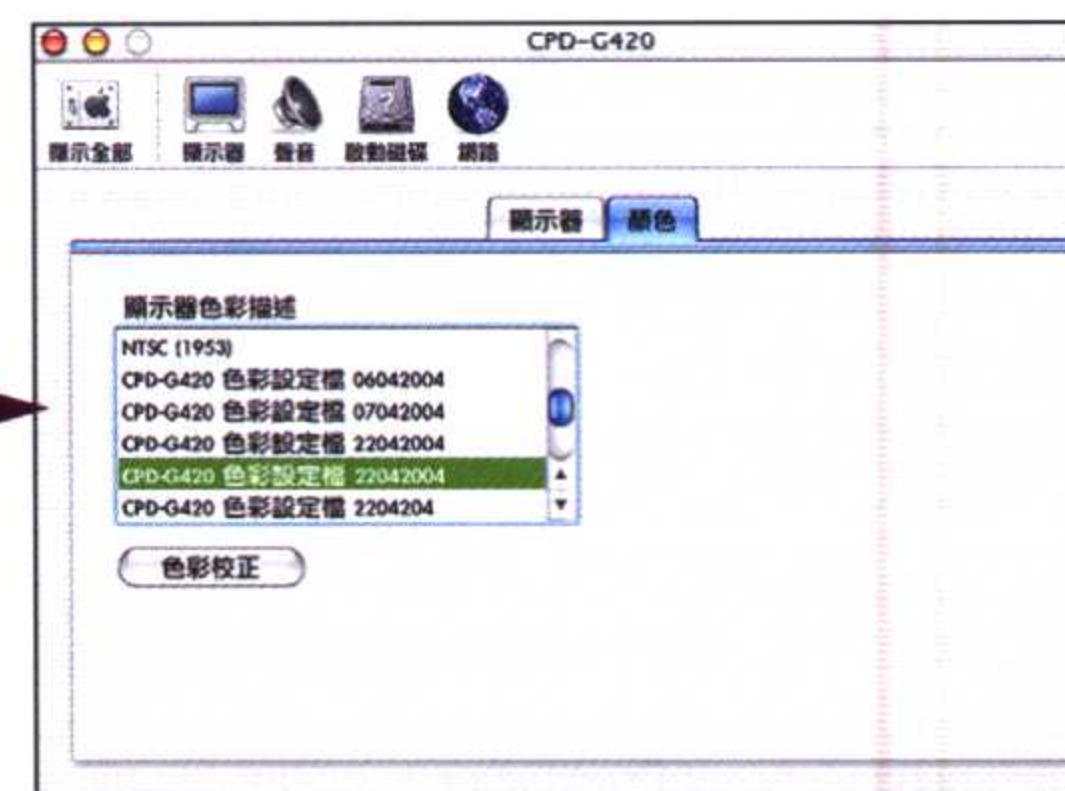 CPD-G420
顯示全部 顯示器 聲音 啟動磁碟 網路
顯示器 顏色
顯示器色彩描述
NTSC (1953)
CPD-G420 色彩設定檔 06042004
CPD-G420 色彩設定檔 07042004
CPD-G420 色彩設定檔 22042004
CPD-G420 色彩設定檔 22042004
CPD-G420 色彩設定檔 2204204
色彩校正